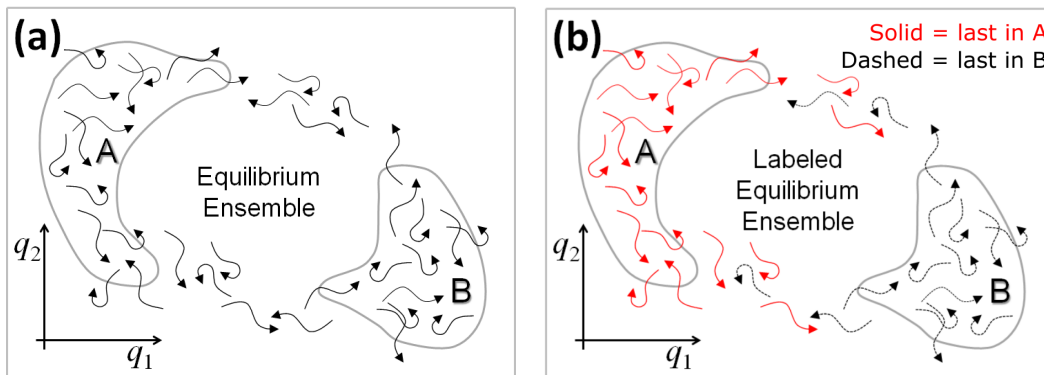 (a)
A
Equilibrium
Ensemble
q2
B
q1
(b)
Solid = last in A
Dashed = last in B
A
Labeled
Equilibrium
Ensemble
q2
B
q1